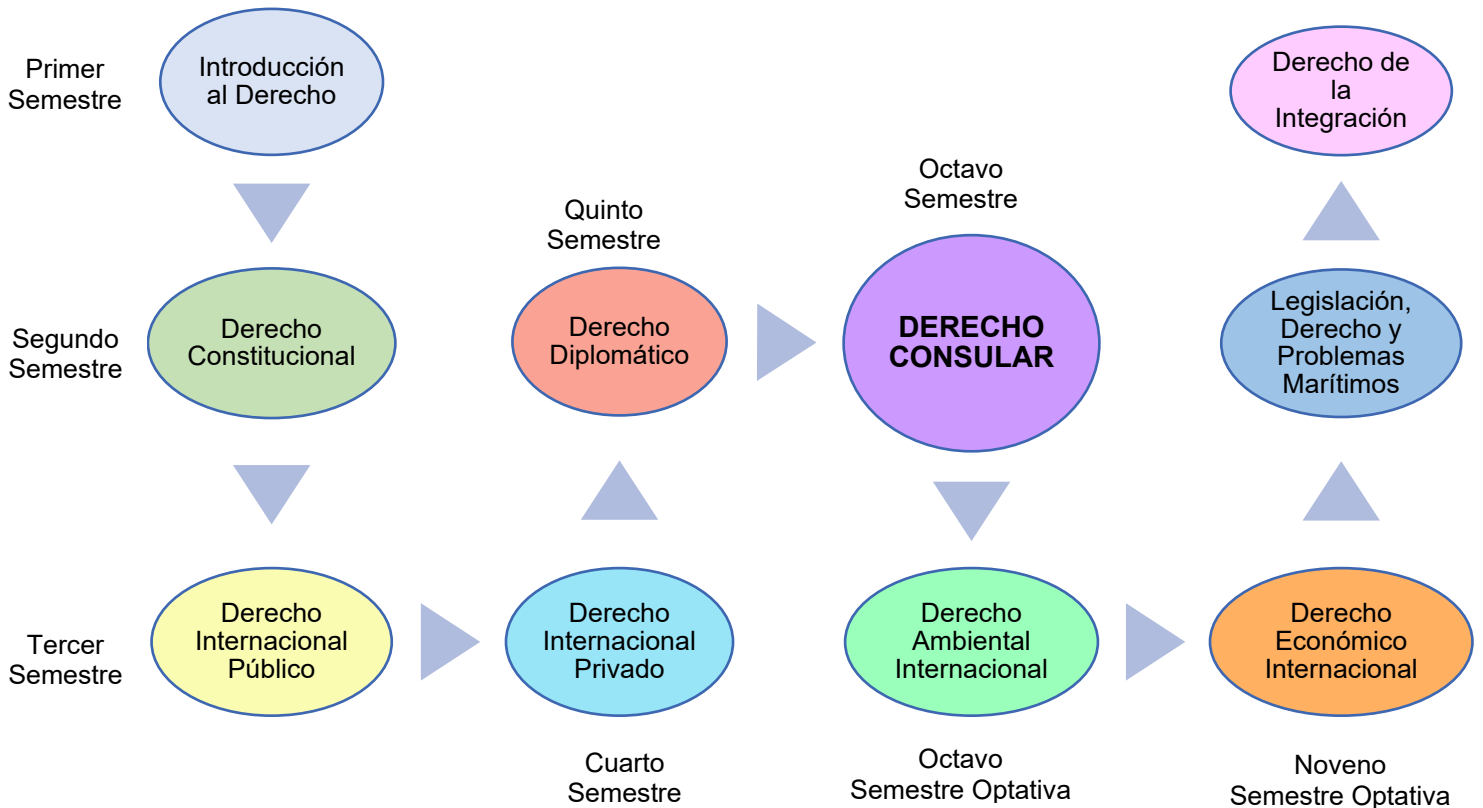 Primer
Semestre
Introducción
al Derecho
Segundo
Semestre
Derecho
Constitucional
Tercer
Semestre
Derecho
Internacional
Público
Derecho
Internacional
Privado
Cuarto
Semestre
Quinto
Semestre
Derecho
Diplomático
Octavo
Semestre
DERECHO
CONSULAR
Derecho
Ambiental
Internacional
Octavo
Semestre Optativa
Derecho
Económico
Internacional
Noveno
Semestre Optativa
Legislación,
Derecho y
Problemas
Marítimos
Derecho de
la
Integración